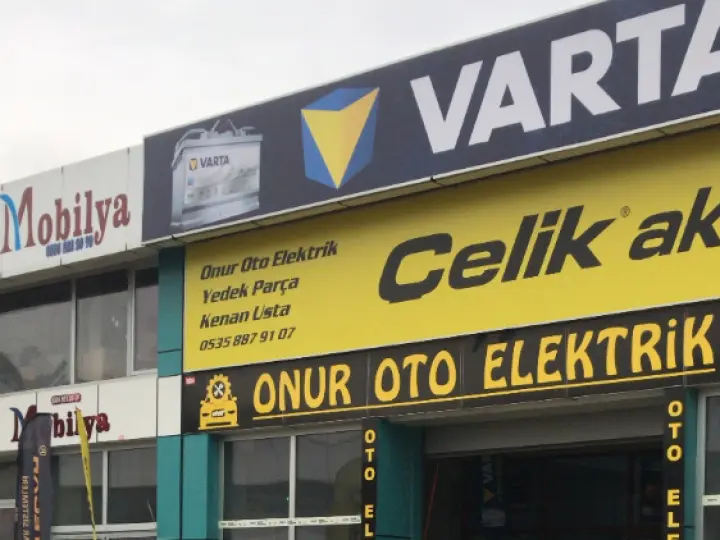 VARTA
VARTA
Mobilya
Onur Oto Elektrik
Yedek Parça
Kenan Usta
0535 887 91 07
Celik® ak
ONUR OTO ELEKTRİK
Mobilya
OTO EL
OTO ELE